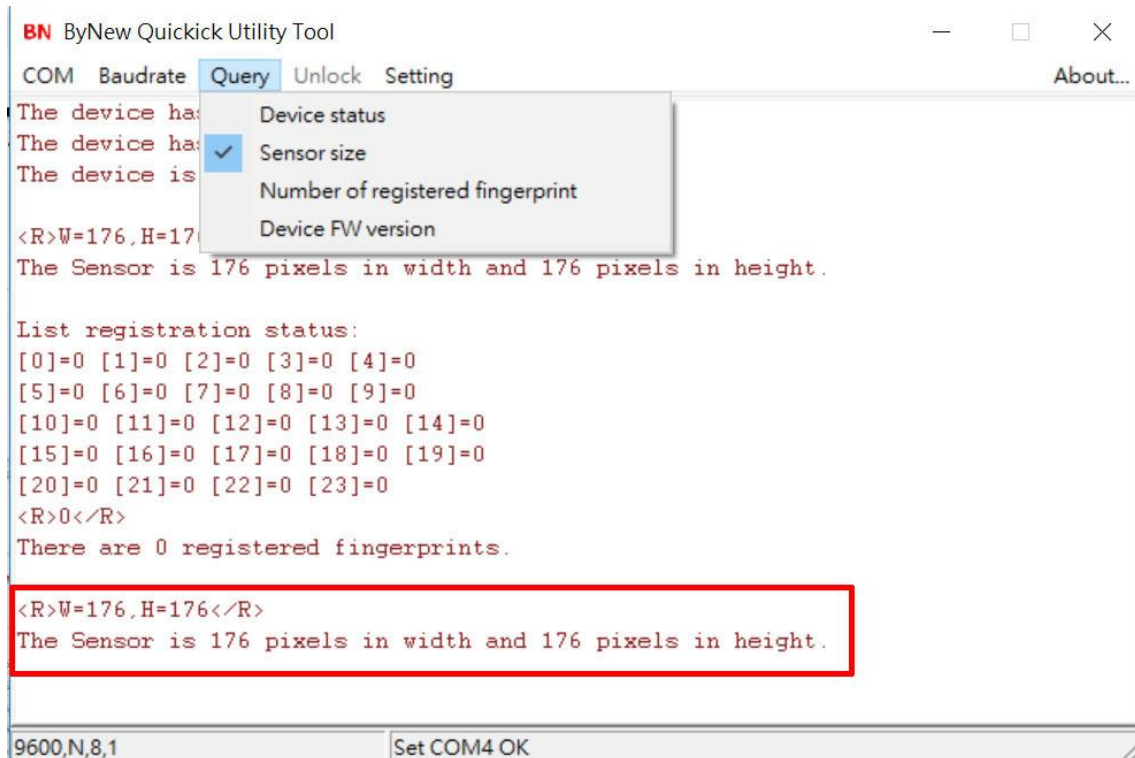 BN ByNew Quickick Utility Tool
COM Baudrate Query Unlock Setting About...
Device status
Sensor size
Number of registered fingerprint
Device FW version
The device has
The device has
The device is
<R>W=176,H=17
The Sensor is 176 pixels in width and 176 pixels in height.
List registration status:
[0]=0 [1]=0 [2]=0 [3]=0 [4]=0
[5]=0 [6]=0 [7]=0 [8]=0 [9]=0
[10]=0 [11]=0 [12]=0 [13]=0 [14]=0
[15]=0 [16]=0 [17]=0 [18]=0 [19]=0
[20]=0 [21]=0 [22]=0 [23]=0
<R>0</R>
There are 0 registered fingerprints.
<R>W=176,H=176</R>
The Sensor is 176 pixels in width and 176 pixels in height.
9600,N,8,1 Set COM4 OK